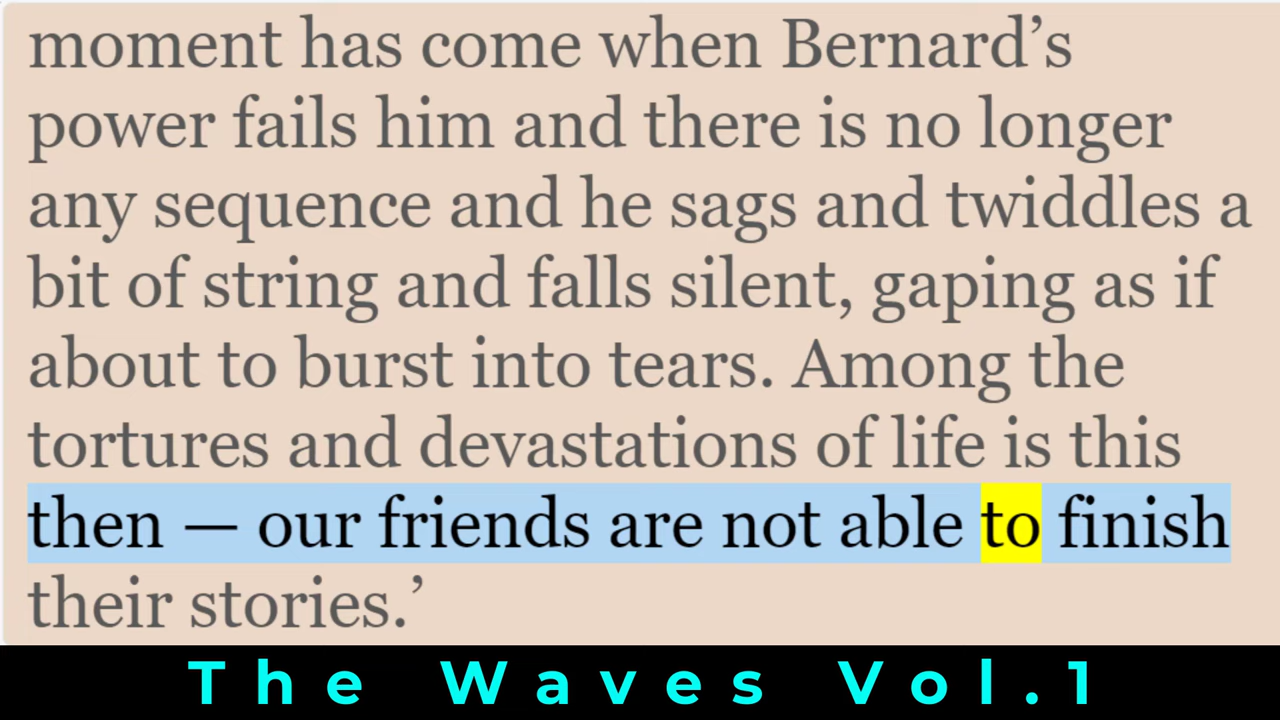 moment has come when Bernard’s
power fails him and there is no longer
any sequence and he sags and twiddles a
bit of string and falls silent, gaping as if
about to burst into tears. Among the
tortures and devastations of life is this
then — our friends are not able to finish
their stories.’
The Waves Vol.1